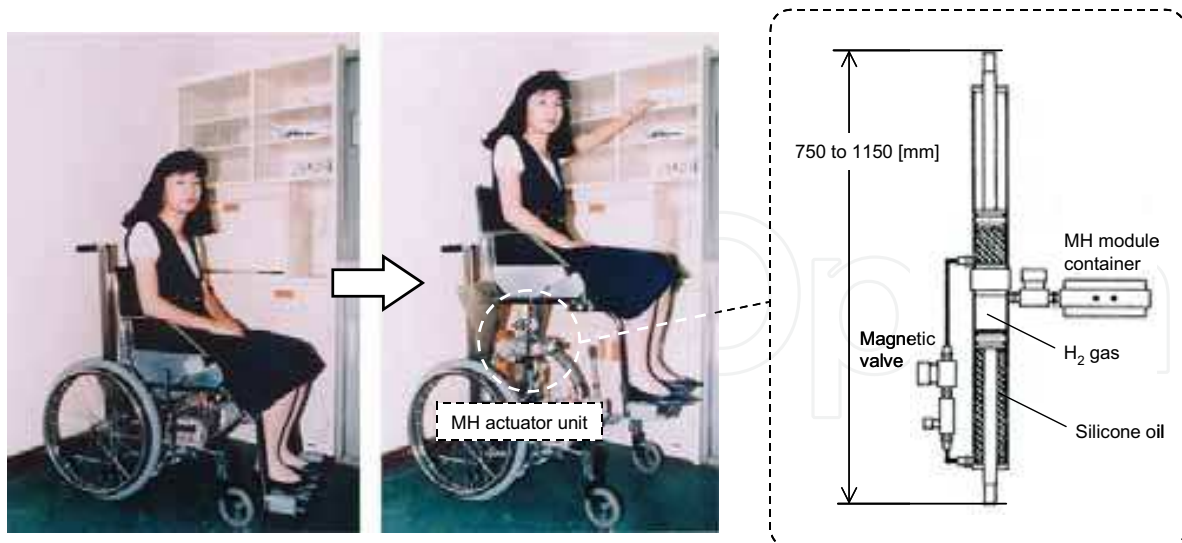 MH actuator unit
750 to 1150 [mm]
MH module
container
Magnetic
valve
H₂ gas
Silicone oil